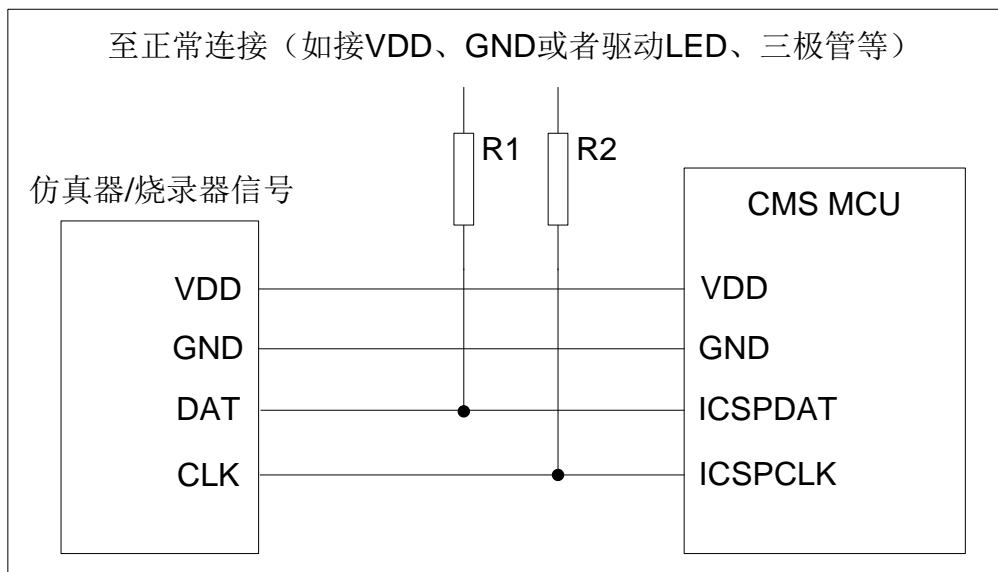 至正常连接（如接VDD、GND或者驱动LED、三极管等）
R1
R2
仿真器/烧录器信号
CMS MCU
VDD
VDD
GND
GND
DAT
ICSPDAT
CLK
ICSPCLK